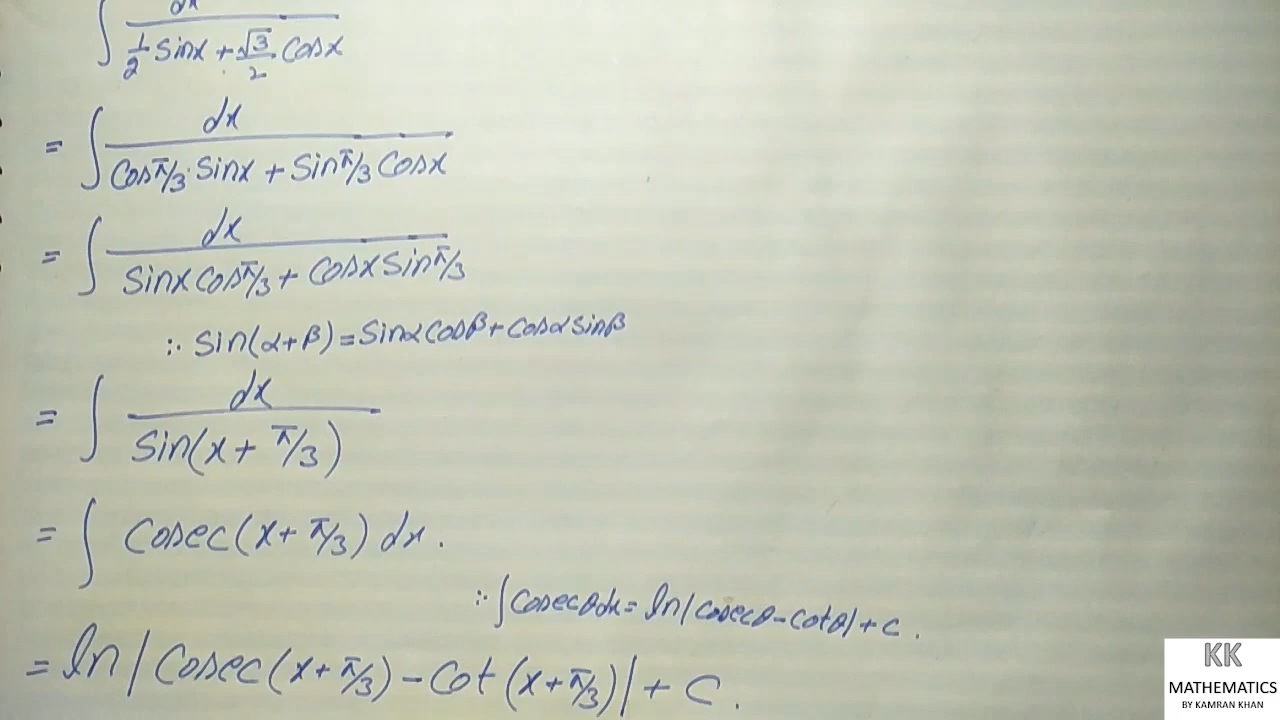 ∫ dx / (1/2 Sinx + √3/2 Cosx)
= ∫ dx / (Cosπ/3 · Sinx + Sinπ/3 Cosx)
= ∫ dx / (Sinx Cosπ/3 + Cosx Sinπ/3)
∵ Sin(α+β) = Sinα Cosβ + Cosα Sinβ
= ∫ dx / Sin(x + π/3)
= ∫ Cosec(x + π/3) dx.
∵ ∫ Cosecθ dx = ln|Cosecθ - Cotθ| + C.
= ln|Cosec(x + π/3) - Cot(x + π/3)| + C.
KK
MATHEMATICS
BY KAMRAN KHAN